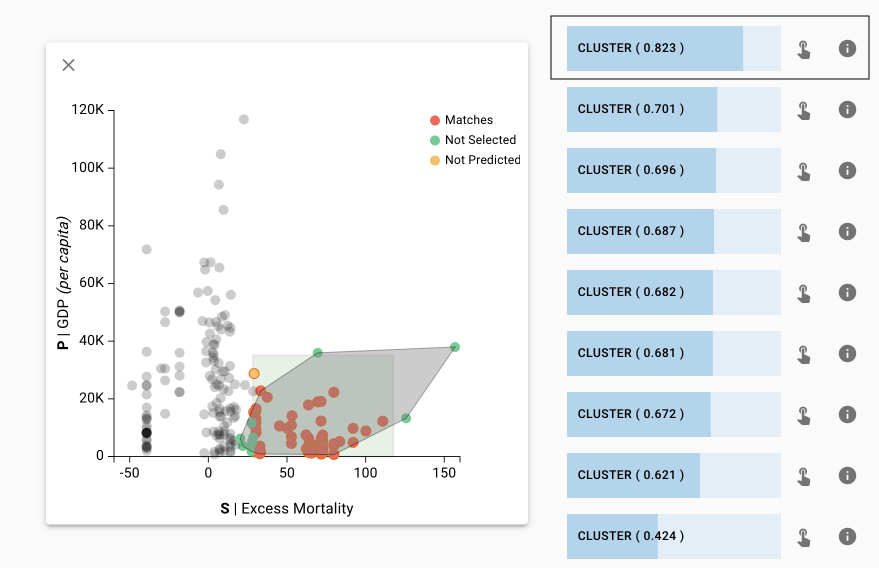 120K
100K
80K
60K
40K
20K
0
-50
0
50
100
150
P | GDP (per capita)
S | Excess Mortality
Matches
Not Selected
Not Predicted
CLUSTER ( 0.823 )
CLUSTER ( 0.701 )
CLUSTER ( 0.696 )
CLUSTER ( 0.687 )
CLUSTER ( 0.682 )
CLUSTER ( 0.681 )
CLUSTER ( 0.672 )
CLUSTER ( 0.621 )
CLUSTER ( 0.424 )